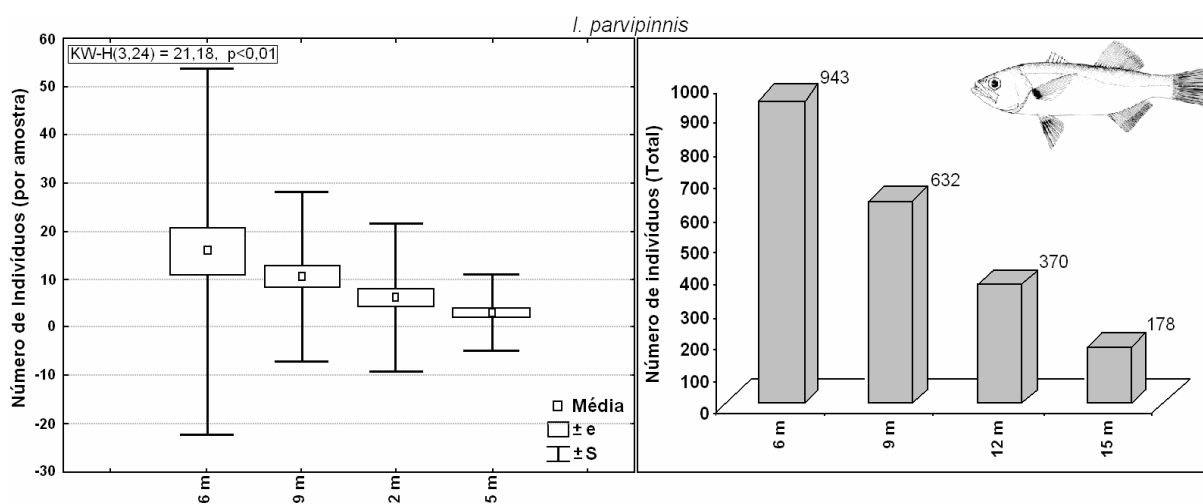 I. parvipinnis
KW-H(3,24) = 21,18, p<0,01
Número de Indivíduos (por amostra)
60
50
40
30
20
10
0
-10
-20
-30
6 m
9 m
2 m
5 m
Média
± e
± S
Número de indivíduos (Total)
1000
900
800
700
600
500
400
300
200
100
0
943
632
370
178
6 m
9 m
12 m
15 m